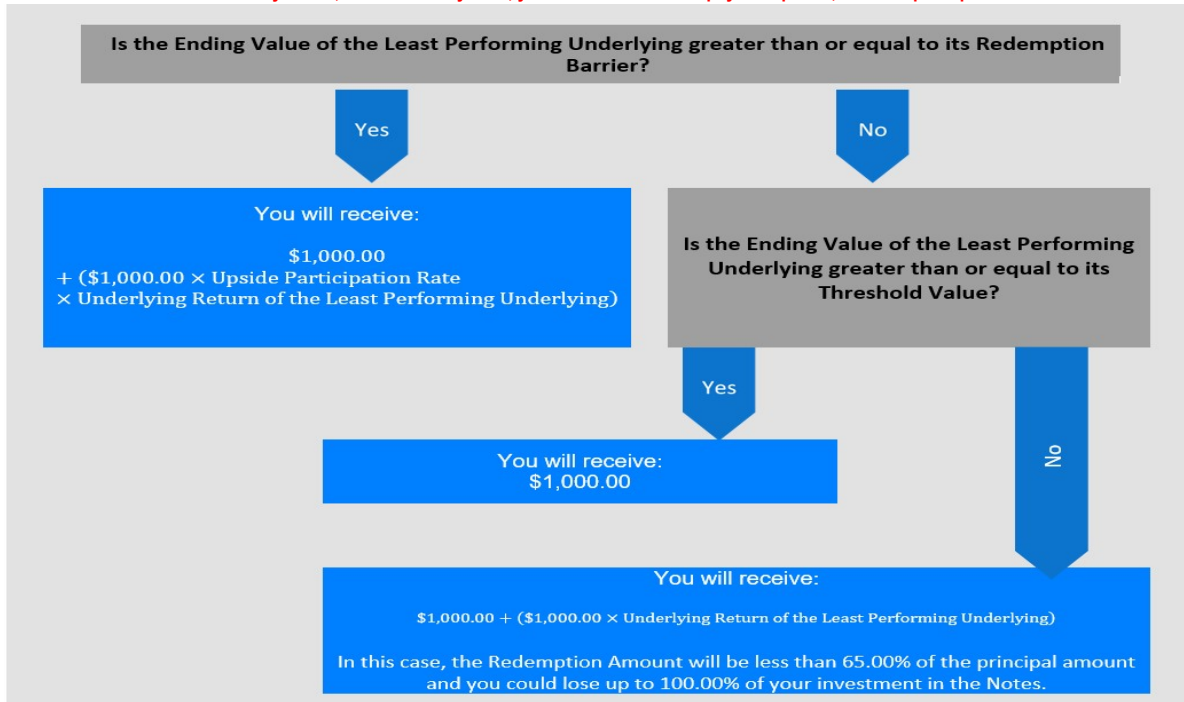 Is the Ending Value of the Least Performing Underlying greater than or equal to its Redemption
Barrier?
Yes
No
You will receive:
$1,000.00
+ ($1,000.00 × Upside Participation Rate
× Underlying Return of the Least Performing Underlying)
Is the Ending Value of the Least Performing
Underlying greater than or equal to its
Threshold Value?
Yes
No
You will receive:
$1,000.00
You will receive:
$1,000.00 + ($1,000.00 × Underlying Return of the Least Performing Underlying)
In this case, the Redemption Amount will be less than 65.00% of the principal amount
and you could lose up to 100.00% of your investment in the Notes.